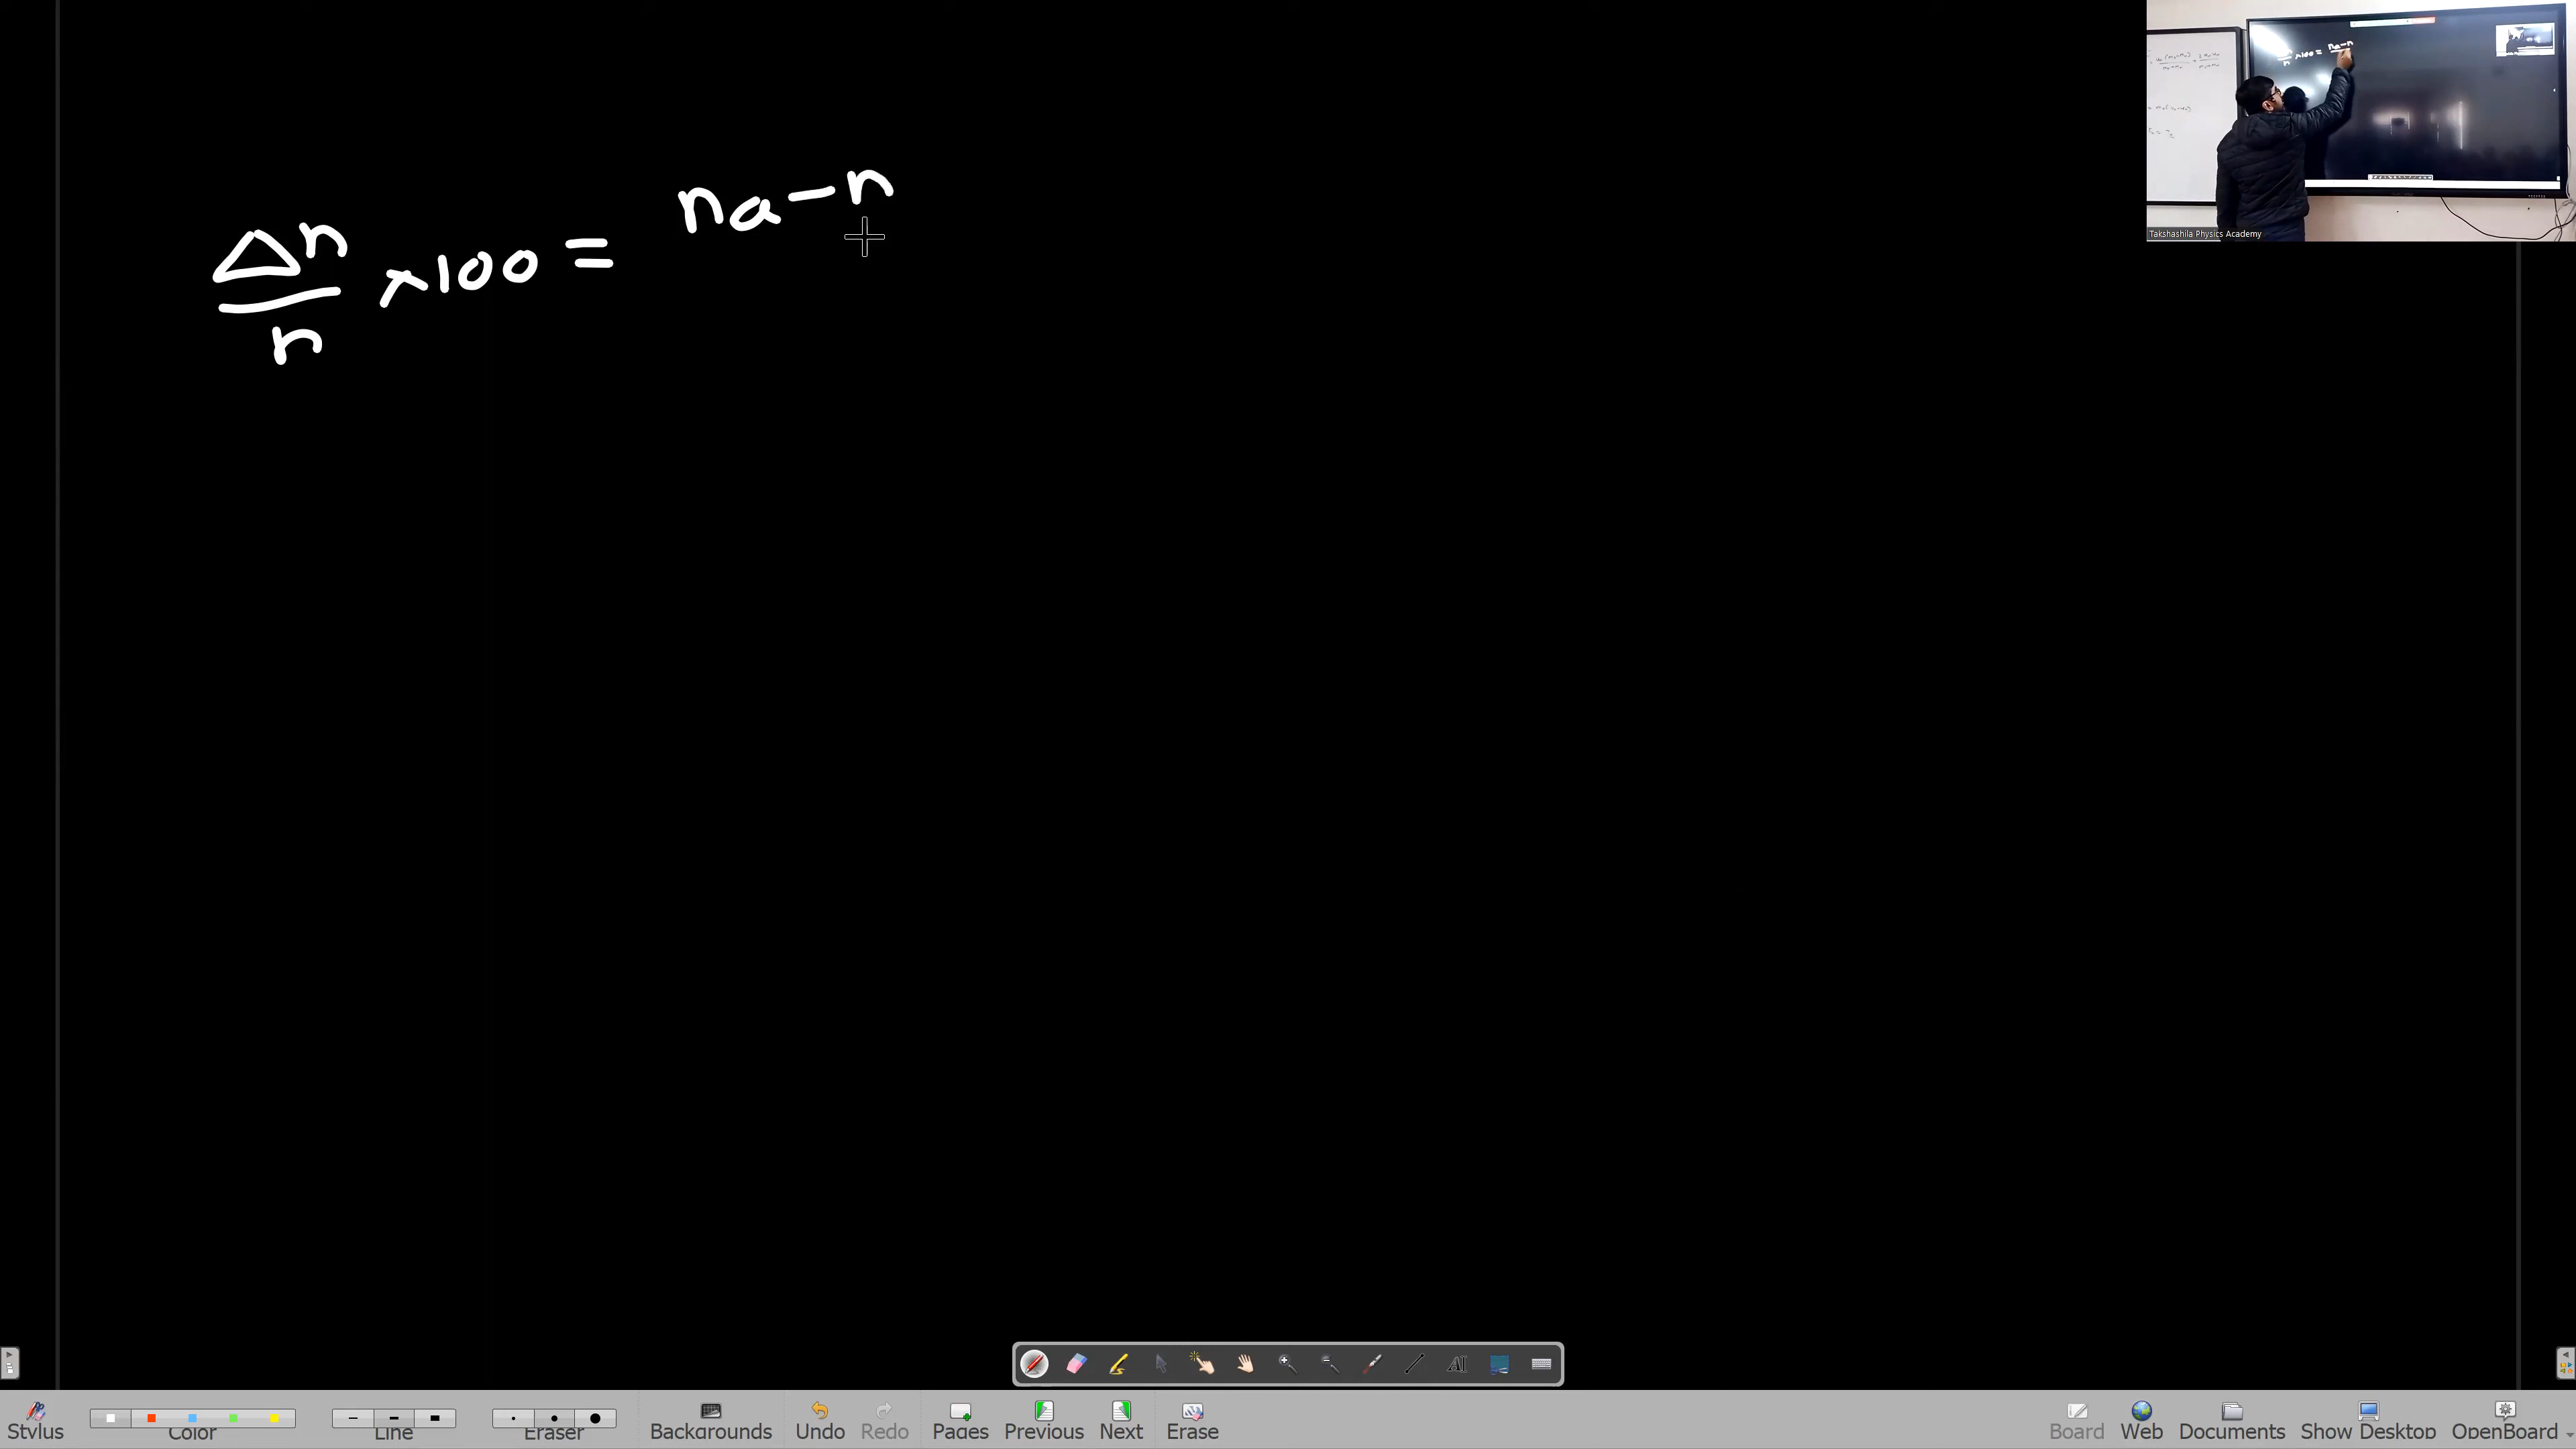 Δn/n ×100 = na − n
Takshashila Physics Academy
Stylus Color Line Eraser Backgrounds Undo Redo Pages Previous Next Erase Board Web Documents Show Desktop OpenBoard